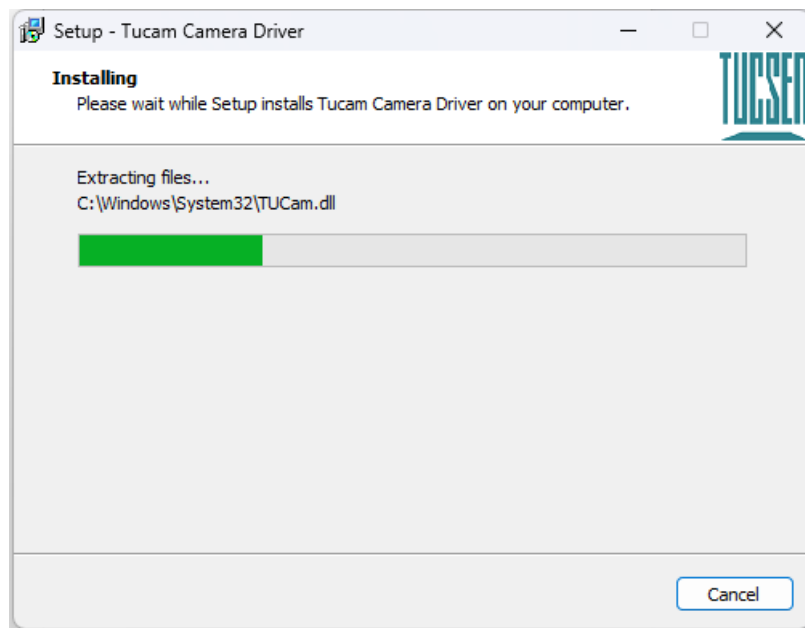 Setup - Tucam Camera Driver
Installing
Please wait while Setup installs Tucam Camera Driver on your computer.
TUCSEN
Extracting files...
C:\Windows\System32\TUCam.dll
Cancel